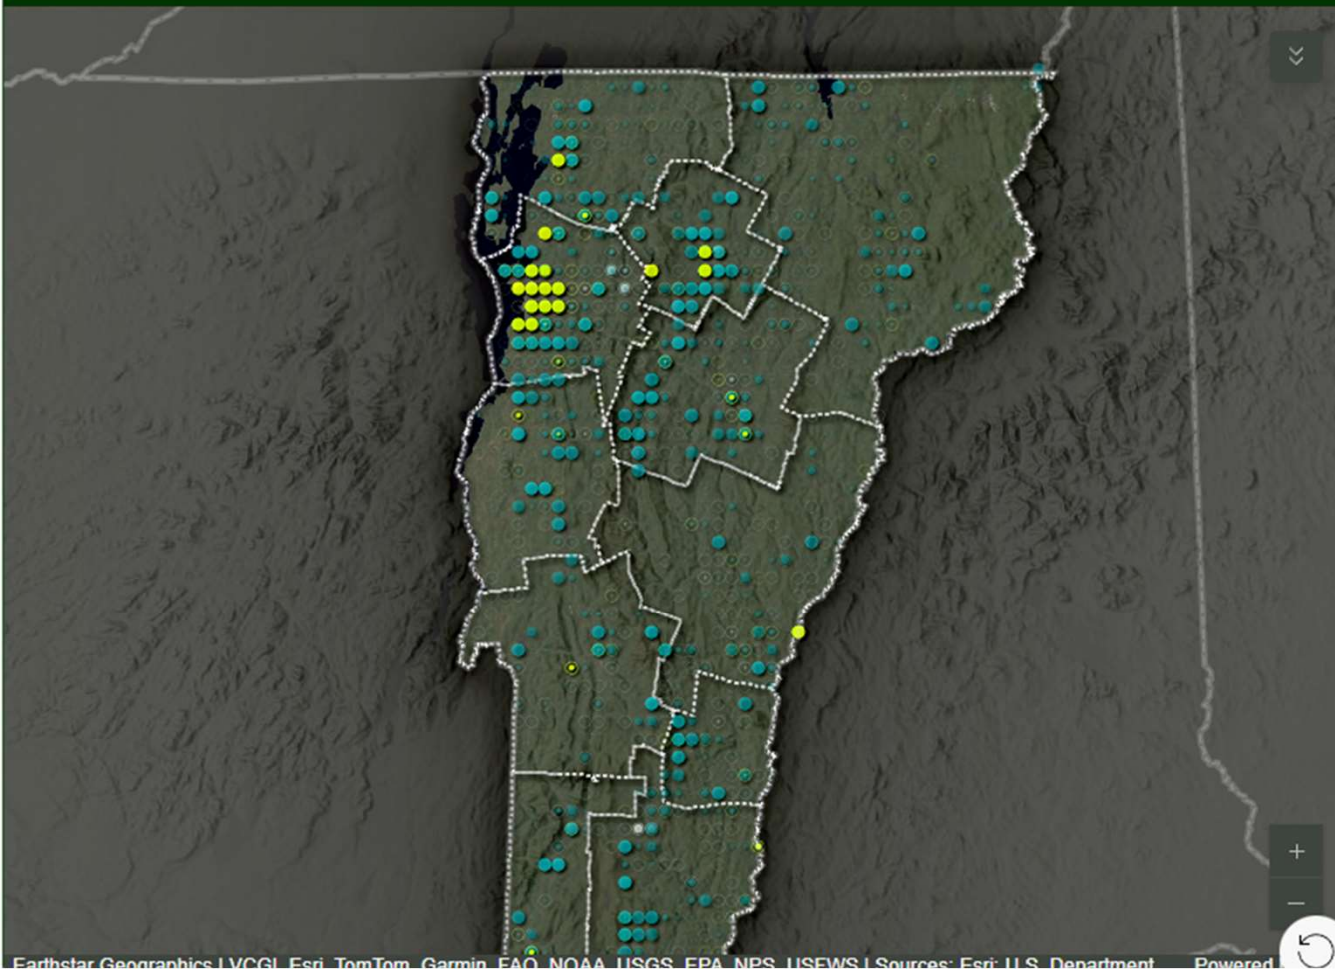 Earthstar Geographics | VCGI, Esri, TomTom, Garmin, FAO, NOAA, USGS, EPA, NPS, USFWS | Sources: Esri; U.S. Department Powered